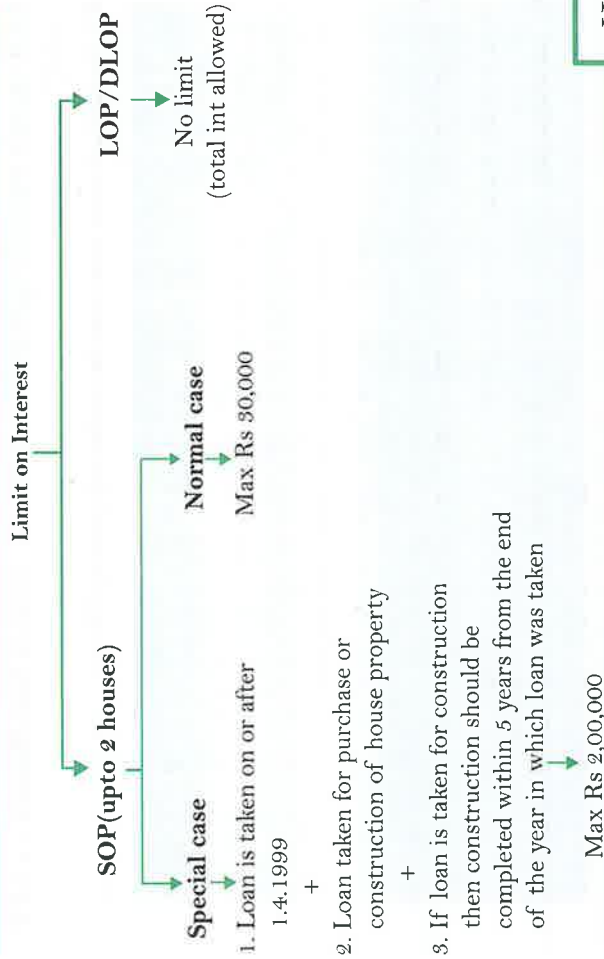 Limit on Interest
SOP(upto 2 houses)
LOP/DLOP
Special case
Normal case
No limit
(total int allowed)
Max Rs 30,000
1. Loan is taken on or after
1.4.1999
+
2. Loan taken for purchase or
construction of house property
+
3. If loan is taken for construction
then construction should be
completed within 5 years from the end
of the year in which loan was taken
Max Rs 2,00,000